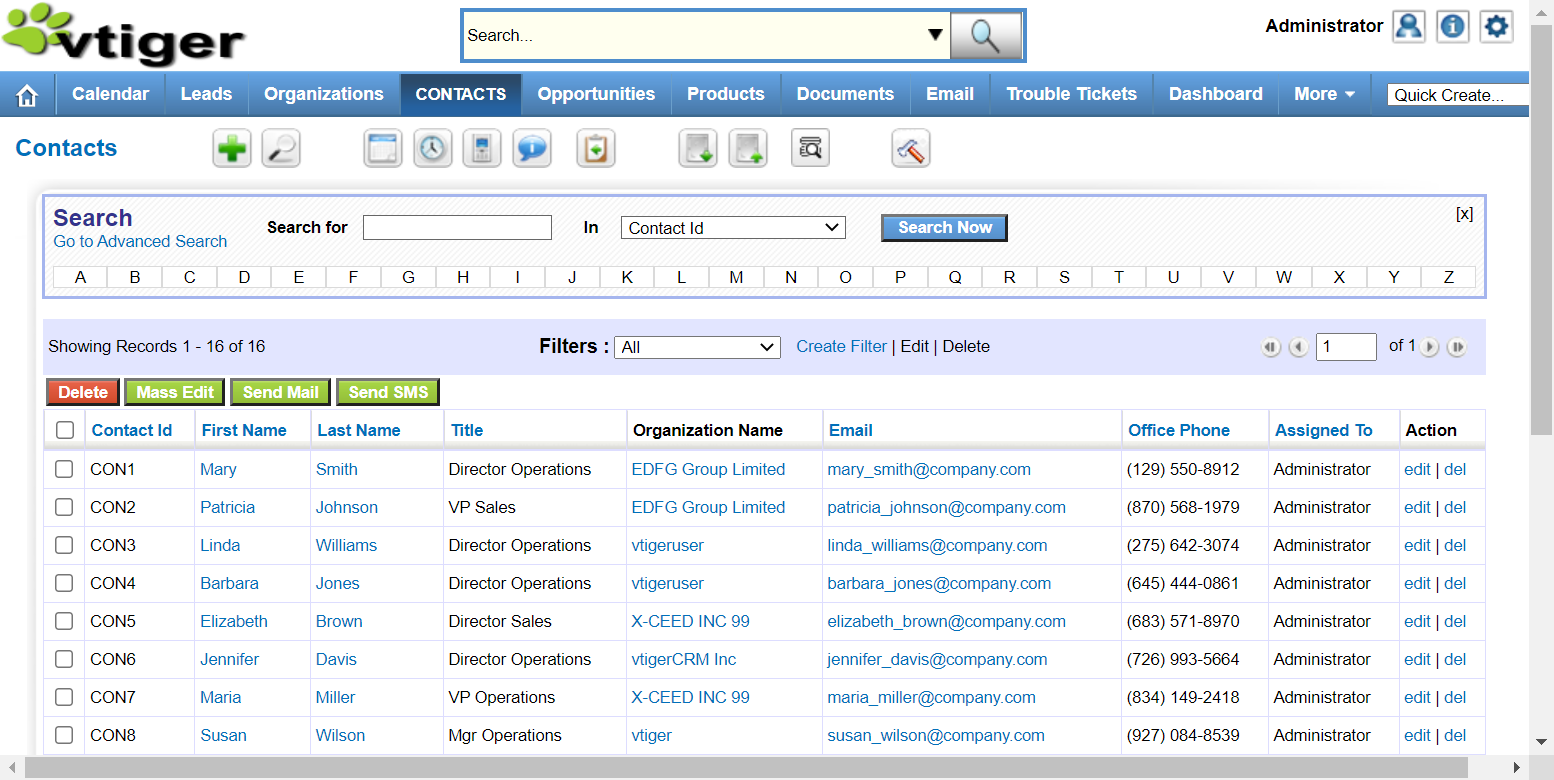 vtiger
Search...
Administrator
Calendar Leads Organizations CONTACTS Opportunities Products Documents Email Trouble Tickets Dashboard More Quick Create...
Contacts
Search
Go to Advanced Search
Search for In Contact Id Search Now [x]
A B C D E F G H I J K L M N O P Q R S T U V W X Y Z
Showing Records 1 - 16 of 16 Filters : All Create Filter | Edit | Delete 1 of 1
Delete Mass Edit Send Mail Send SMS
Contact Id First Name Last Name Title Organization Name Email Office Phone Assigned To Action
CON1 Mary Smith Director Operations EDFG Group Limited mary_smith@company.com (129) 550-8912 Administrator edit | del
CON2 Patricia Johnson VP Sales EDFG Group Limited patricia_johnson@company.com (870) 568-1979 Administrator edit | del
CON3 Linda Williams Director Operations vtigeruser linda_williams@company.com (275) 642-3074 Administrator edit | del
CON4 Barbara Jones Director Operations vtigeruser barbara_jones@company.com (645) 444-0861 Administrator edit | del
CON5 Elizabeth Brown Director Sales X-CEED INC 99 elizabeth_brown@company.com (683) 571-8970 Administrator edit | del
CON6 Jennifer Davis Director Operations vtigerCRM Inc jennifer_davis@company.com (726) 993-5664 Administrator edit | del
CON7 Maria Miller VP Operations X-CEED INC 99 maria_miller@company.com (834) 149-2418 Administrator edit | del
CON8 Susan Wilson Mgr Operations vtiger susan_wilson@company.com (927) 084-8539 Administrator edit | del